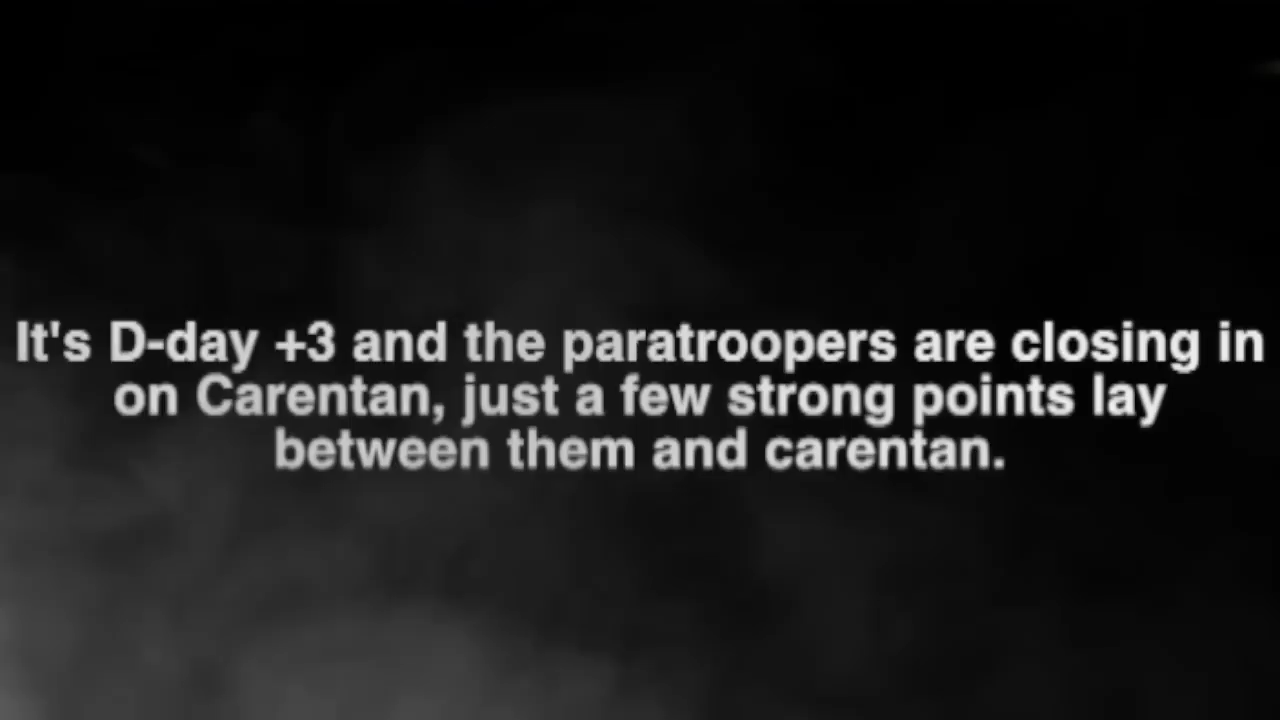 It's D-day +3 and the paratroopers are closing in
on Carentan, just a few strong points lay
between them and carentan.